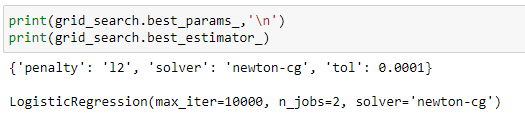 print(grid_search.best_params_,'\n')
print(grid_search.best_estimator_)
{'penalty': 'l2', 'solver': 'newton-cg', 'tol': 0.0001}
LogisticRegression(max_iter=10000, n_jobs=2, solver='newton-cg')